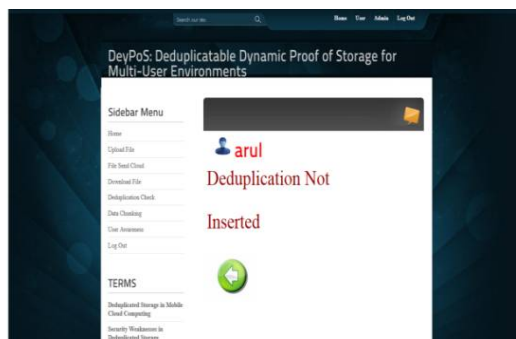 Search our site
Home User Admin Log Out
DeyPoS: Deduplicatable Dynamic Proof of Storage for
Multi-User Environments
Sidebar Menu
Home
Upload File
File Send Cloud
Download File
Deduplication Check
Data Chunking
User Awareness
Log Out
TERMS
Deduplicated Storage in Mobile
Cloud Computing
Security Weaknesses in
Deduplicated Storage
arul
Deduplication Not
Inserted